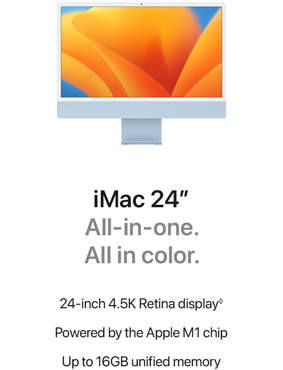 iMac 24”
All-in-one.
All in color.
24-inch 4.5K Retina display◊
Powered by the Apple M1 chip
Up to 16GB unified memory